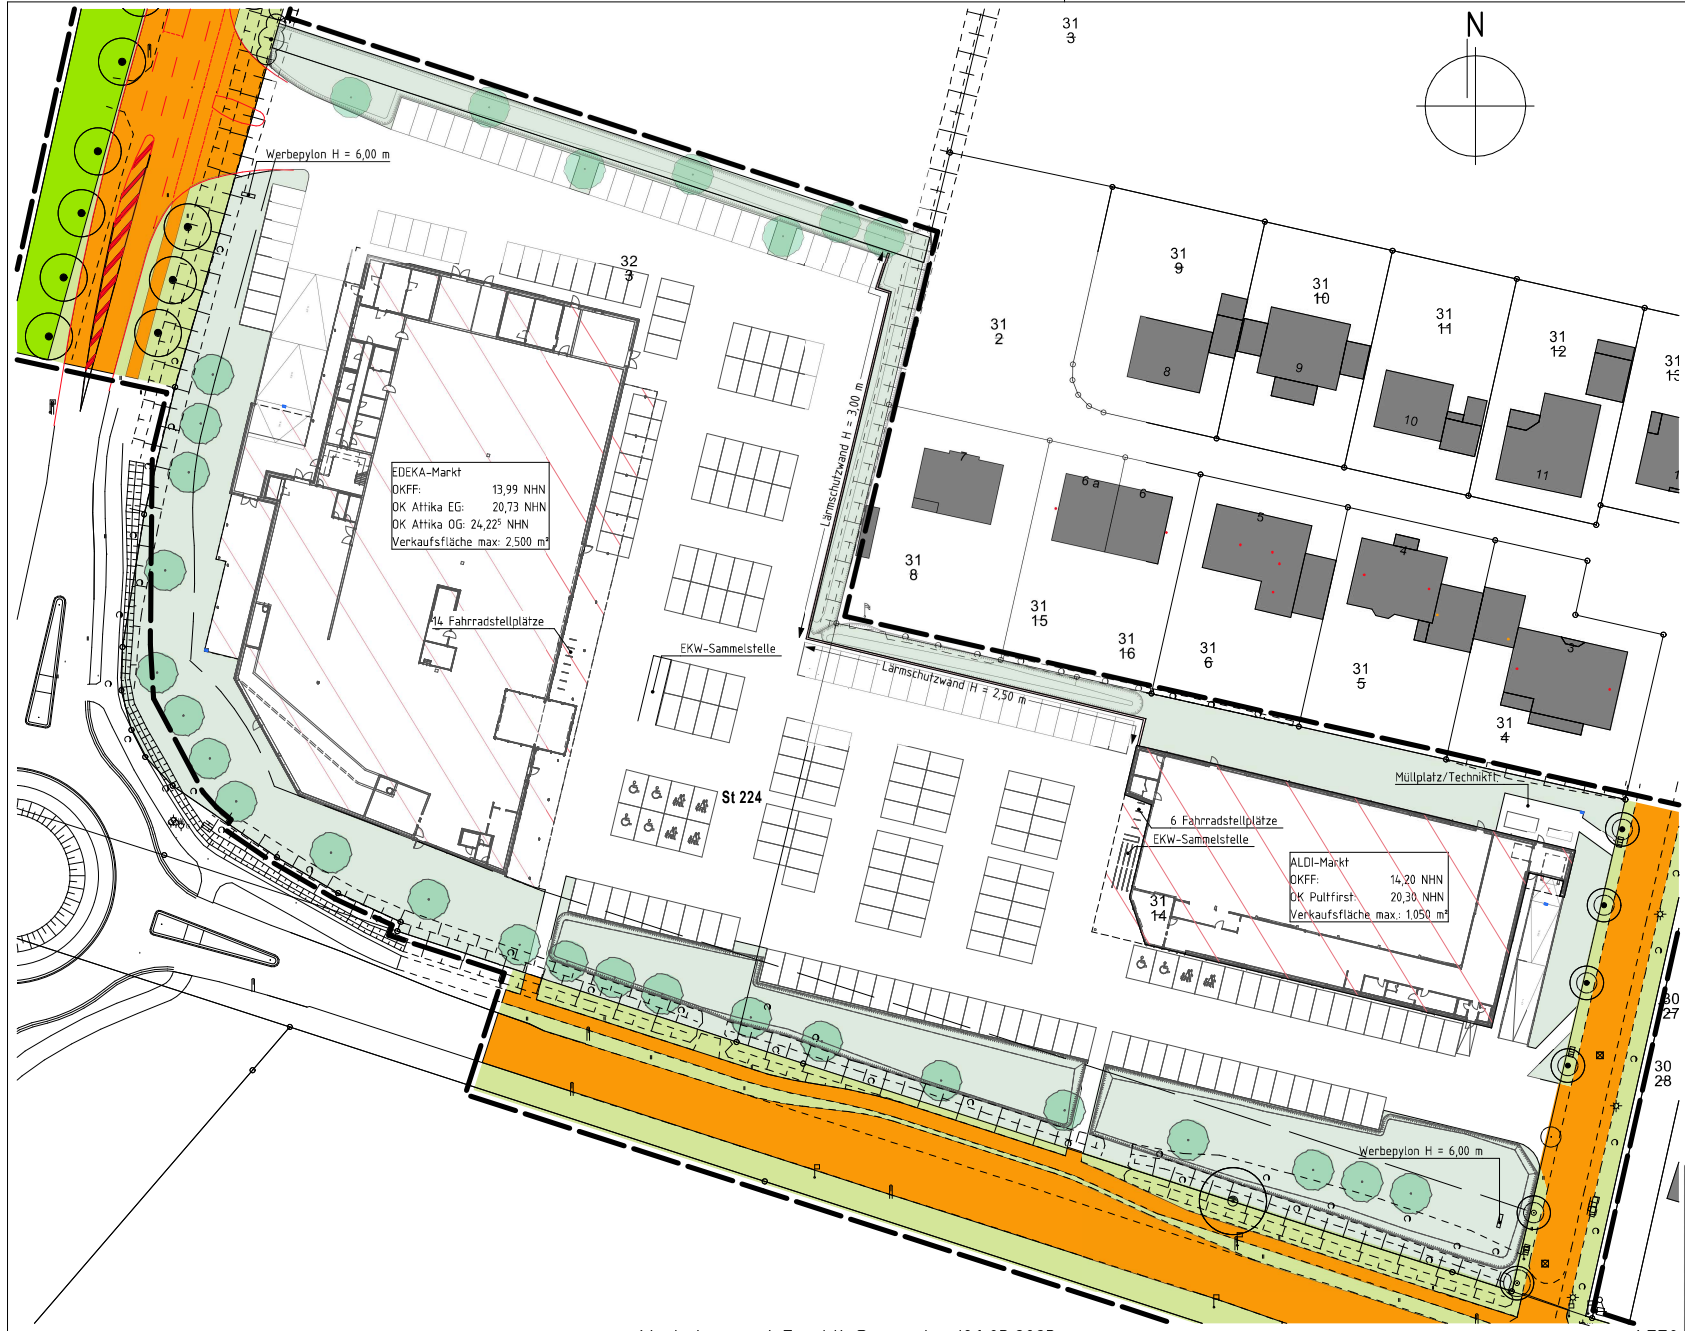 31
3
N
Werbepylon H = 6,00 m
32
3
31
9
31
10
31
11
31
12
31
13
31
2
8
9
10
11
Lärmschutzwand H = 3,00 m
EDEKA-Markt
OKFF: 13,99 NHN
OK Attika EG: 20,73 NHN
OK Attika OG: 24,22⁵ NHN
Verkaufsfläche max: 2,500 m²
7
6 a
6
5
4
3
31
8
31
15
31
16
31
6
31
5
31
4
14 Fahrradstellplätze
EKW-Sammelstelle
Lärmschutzwand H = 2,50 m
St 224
Müllplatz/Technikfl.
6 Fahrradstellplätze
EKW-Sammelstelle
ALDI-Markt
OKFF: 14,20 NHN
OK Pultfirst: 20,30 NHN
Verkaufsfläche max.: 1.050 m²
31
14
30
27
30
28
Werbepylon H = 6,00 m